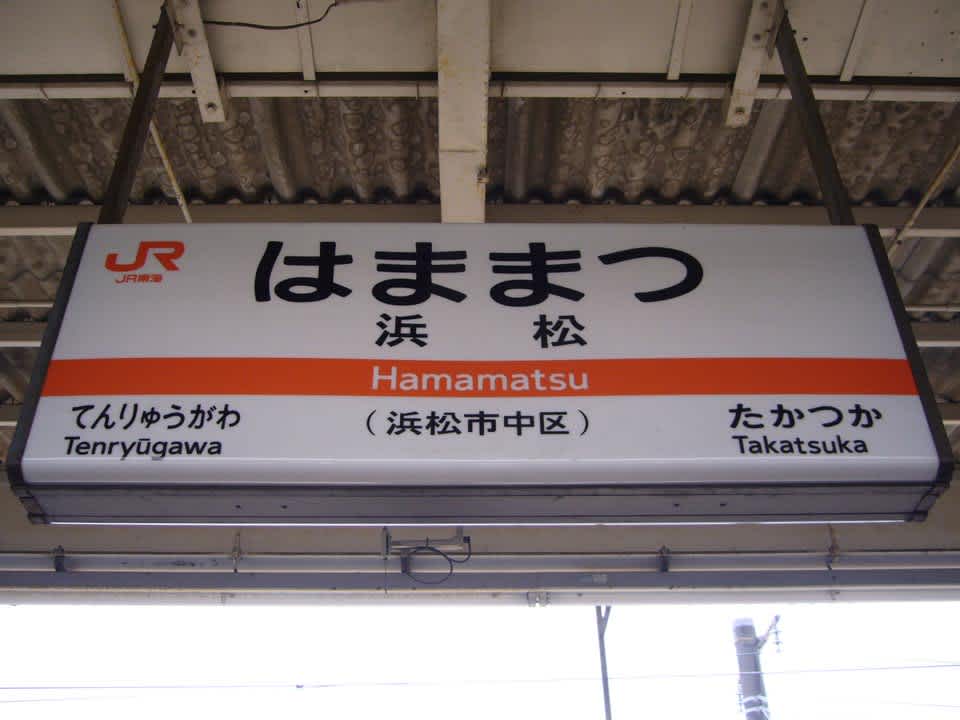 JR
JR東海
はままつ
浜 松
Hamamatsu
てんりゅうがわ
Tenryūgawa
(浜松市中区)
たかつか
Takatsuka